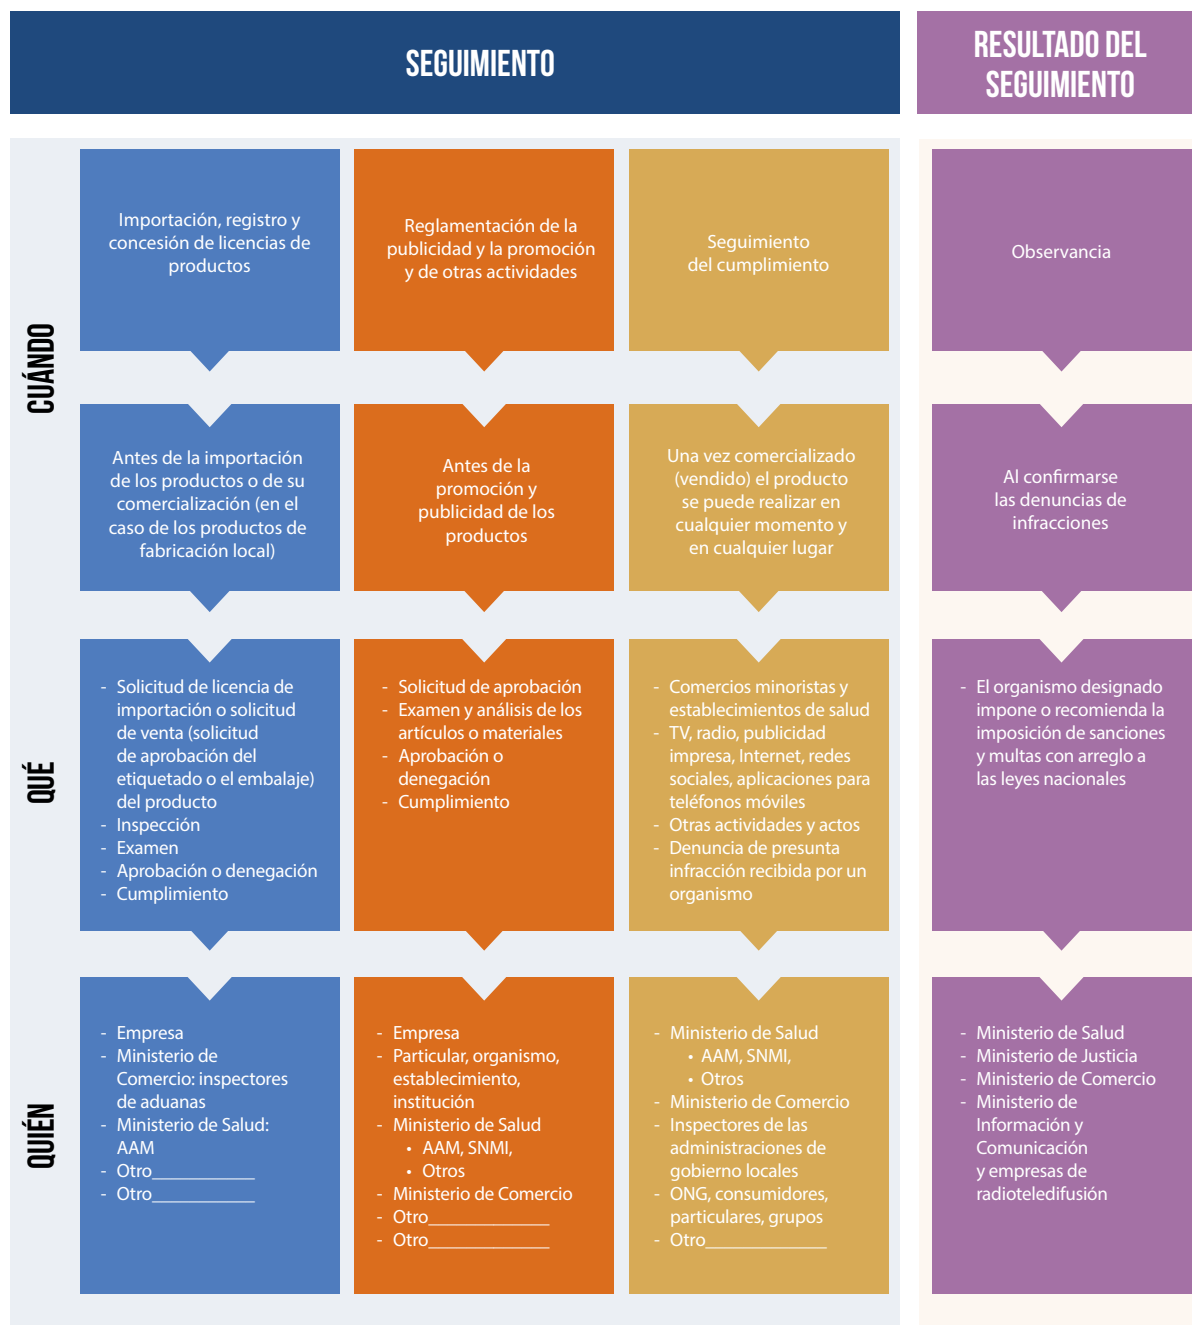 SEGUIMIENTO
RESULTADO DEL
SEGUIMIENTO
CUÁNDO
Importación, registro y
concesión de licencias de
productos
Reglamentación de la
publicidad y la promoción
y de otras actividades
Seguimiento
del cumplimiento
Observancia
Antes de la importación
de los productos o de su
comercialización (en el
caso de los productos de
fabricación local)
Antes de la
promoción y
publicidad de los
productos
Una vez comercializado
(vendido) el producto
se puede realizar en
cualquier momento y
en cualquier lugar
Al confirmarse
las denuncias de
infracciones
QUÉ
- Solicitud de licencia de
importación o solicitud
de venta (solicitud
de aprobación del
etiquetado o el embalaje)
del producto
- Inspección
- Examen
- Aprobación o denegación
- Cumplimiento
- Solicitud de aprobación
- Examen y análisis de los
artículos o materiales
- Aprobación o
denegación
- Cumplimiento
- Comercios minoristas y
establecimientos de salud
- TV, radio, publicidad
impresa, Internet, redes
sociales, aplicaciones para
teléfonos móviles
- Otras actividades y actos
- Denuncia de presunta
infracción recibida por un
organismo
- El organismo designado
impone o recomienda la
imposición de sanciones
y multas con arreglo a
las leyes nacionales
QUIÉN
- Empresa
- Ministerio de
Comercio: inspectores
de aduanas
- Ministerio de Salud:
AAM
- Otro___________
- Otro___________
- Empresa
- Particular, organismo,
establecimiento,
institución
- Ministerio de Salud
• AAM, SNMI,
• Otros
- Ministerio de Comercio
- Otro_____________
- Otro_____________
- Ministerio de Salud
• AAM, SNMI,
• Otros
- Ministerio de Comercio
- Inspectores de las
administraciones de
gobierno locales
- ONG, consumidores,
particulares, grupos
- Otro_____________
- Ministerio de Salud
- Ministerio de Justicia
- Ministerio de Comercio
- Ministerio de
Información y
Comunicación
y empresas de
radioteledifusión